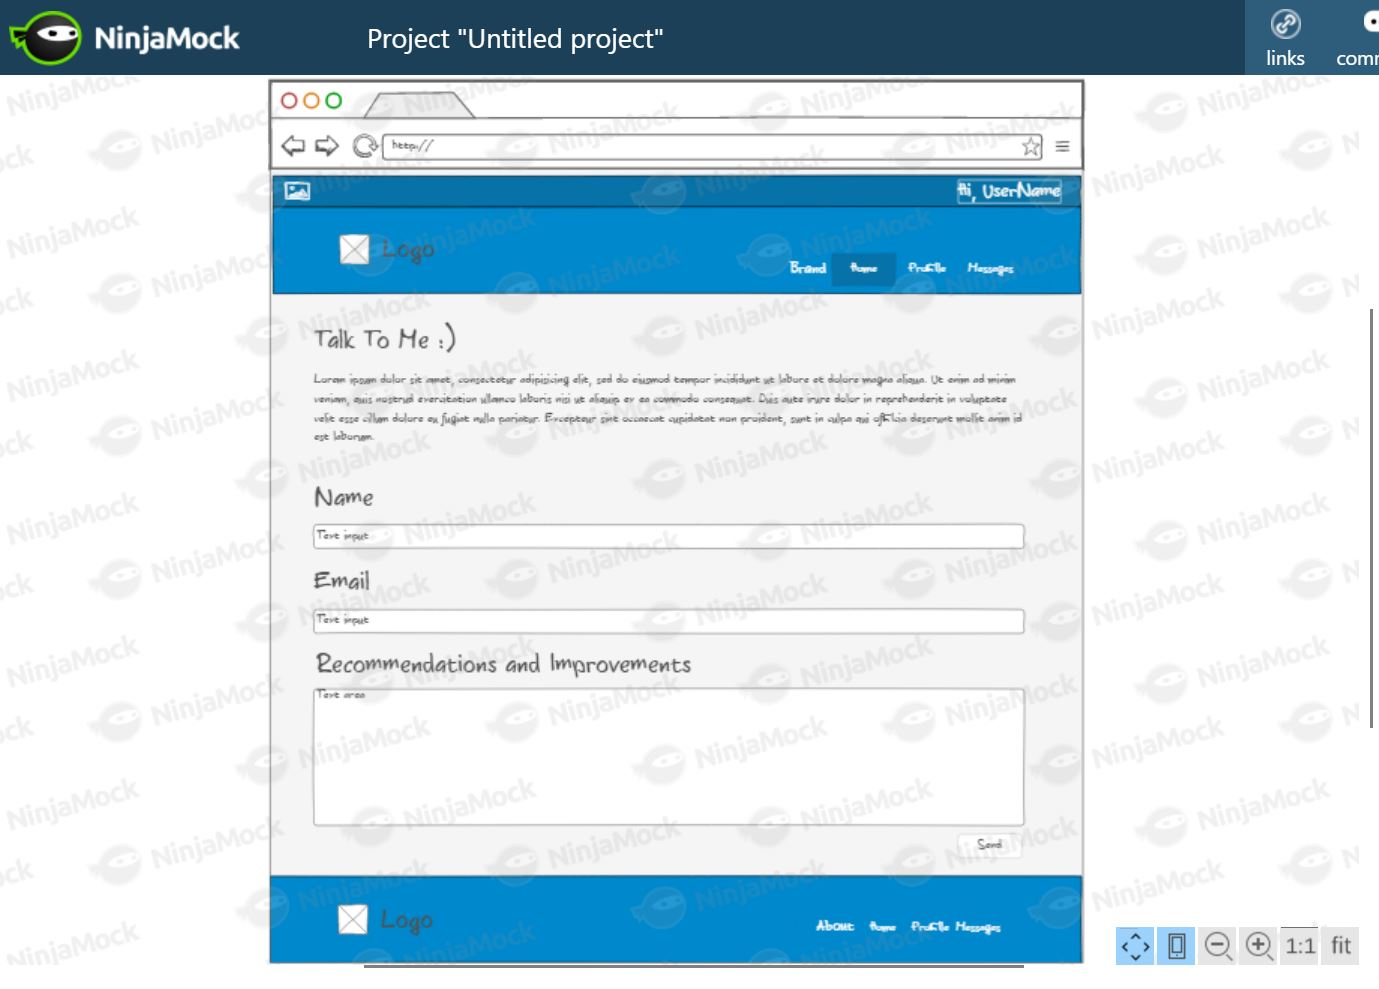 NinjaMock
Project "Untitled project"
links
comm
http://
Hi, UserName
Logo
Brand Home Profile Messages
Talk To Me :)
Lorem ipsum dolor sit amet, consectetur adipisicing elit, sed do eiusmod tempor incididunt ut labore et dolore magna aliqua. Ut enim ad minim
veniam, quis nostrud exercitation ullamco laboris nisi ut aliquip ex ea commodo consequat. Duis aute irure dolor in reprehenderit in voluptate
velit esse cillum dolore eu fugiat nulla pariatur. Excepteur sint occaecat cupidatat non proident, sunt in culpa qui officia deserunt mollit anim id
est laborum.
Name
Text input
Email
Text input
Recommendations and Improvements
Text area
Send
Logo
About Home Profile Messages
1:1 fit